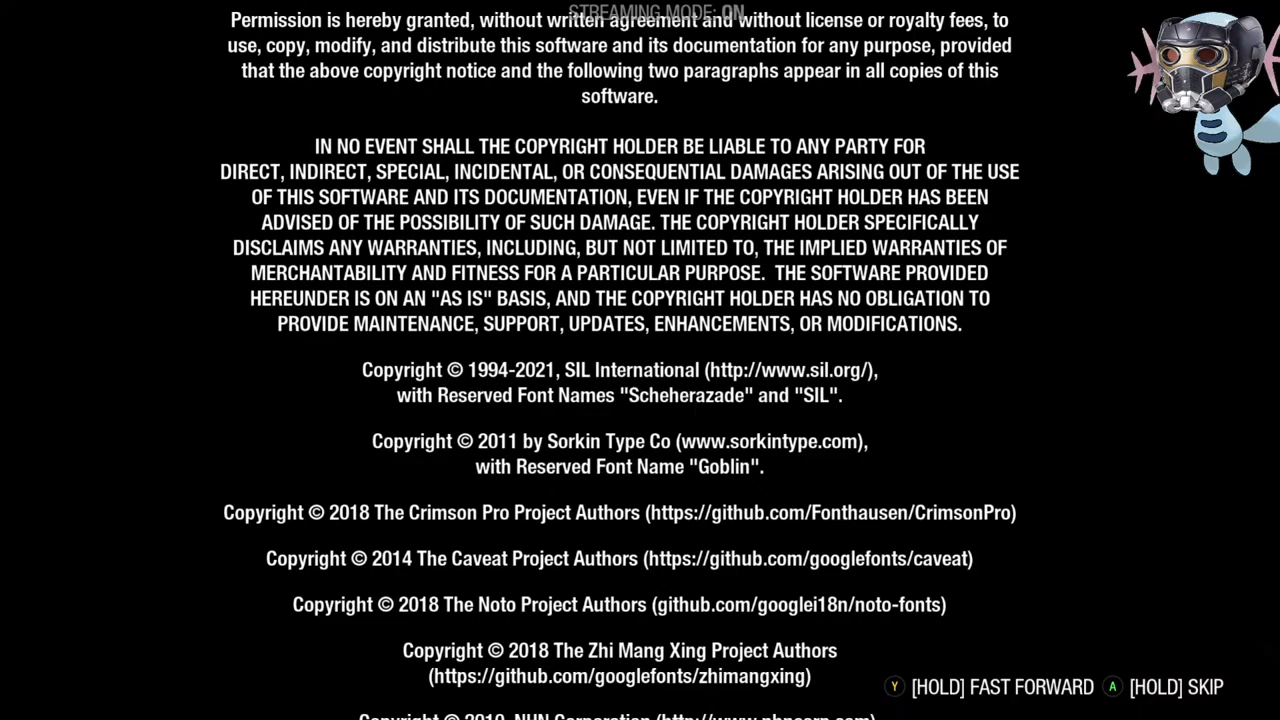 STREAMING MODE: ON
Permission is hereby granted, without written agreement and without license or royalty fees, to
use, copy, modify, and distribute this software and its documentation for any purpose, provided
that the above copyright notice and the following two paragraphs appear in all copies of this
software.
IN NO EVENT SHALL THE COPYRIGHT HOLDER BE LIABLE TO ANY PARTY FOR
DIRECT, INDIRECT, SPECIAL, INCIDENTAL, OR CONSEQUENTIAL DAMAGES ARISING OUT OF THE USE
OF THIS SOFTWARE AND ITS DOCUMENTATION, EVEN IF THE COPYRIGHT HOLDER HAS BEEN
ADVISED OF THE POSSIBILITY OF SUCH DAMAGE. THE COPYRIGHT HOLDER SPECIFICALLY
DISCLAIMS ANY WARRANTIES, INCLUDING, BUT NOT LIMITED TO, THE IMPLIED WARRANTIES OF
MERCHANTABILITY AND FITNESS FOR A PARTICULAR PURPOSE. THE SOFTWARE PROVIDED
HEREUNDER IS ON AN "AS IS" BASIS, AND THE COPYRIGHT HOLDER HAS NO OBLIGATION TO
PROVIDE MAINTENANCE, SUPPORT, UPDATES, ENHANCEMENTS, OR MODIFICATIONS.
Copyright © 1994-2021, SIL International (http://www.sil.org/),
with Reserved Font Names "Scheherazade" and "SIL".
Copyright © 2011 by Sorkin Type Co (www.sorkintype.com),
with Reserved Font Name "Goblin".
Copyright © 2018 The Crimson Pro Project Authors (https://github.com/Fonthausen/CrimsonPro)
Copyright © 2014 The Caveat Project Authors (https://github.com/googlefonts/caveat)
Copyright © 2018 The Noto Project Authors (github.com/googlei18n/noto-fonts)
Copyright © 2018 The Zhi Mang Xing Project Authors
(https://github.com/googlefonts/zhimangxing)
Y [HOLD] FAST FORWARD A [HOLD] SKIP
Copyright © 2010, NHN Corporation (http://www.nhncorp.com)